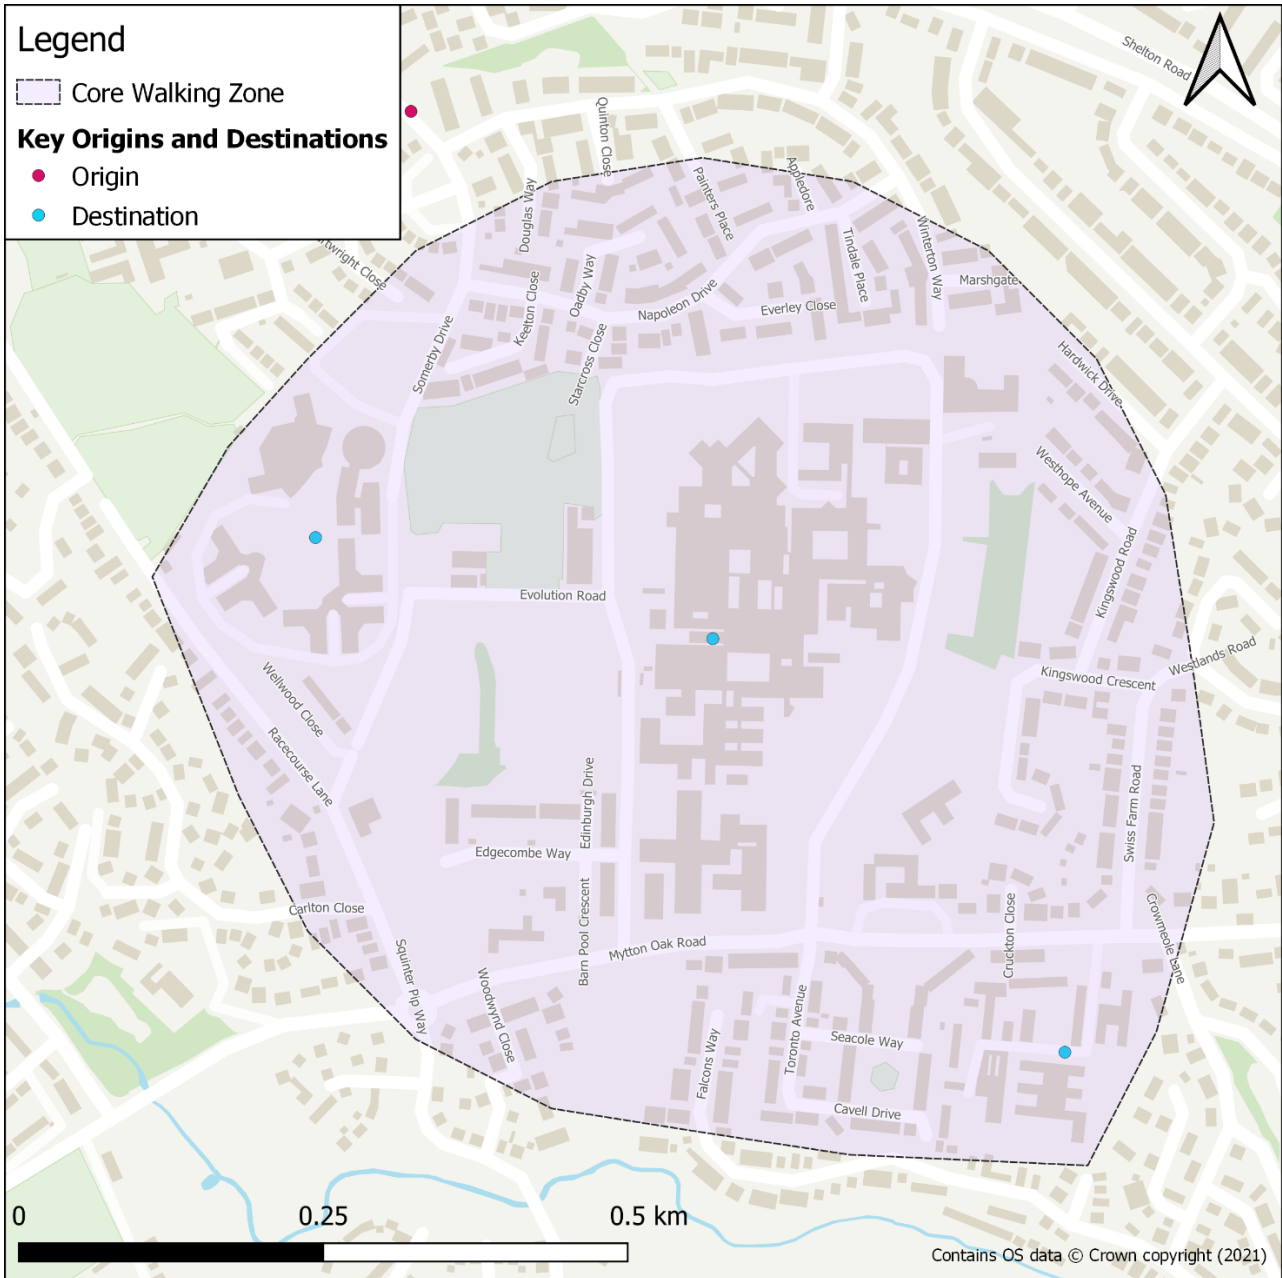 Legend
Core Walking Zone
Key Origins and Destinations
Origin
Destination
Shelton Road
Quinton Close
Appledore
Painters Place
Douglas Way
Winterton Way
Tindale Place
rtwright Close
Oadby Way
Keelton Close
Marshgate
Napoleon Drive
Everley Close
Somerby Drive
Starcross Close
Hardwick Drive
Westhope Avenue
Kingswood Road
Evolution Road
Westlands Road
Kingswood Crescent
Wellwood Close
Racecourse Lane
Edinburgh Drive
Swiss Farm Road
Edgecombe Way
Carlton Close
Barn Pool Crescent
Cruckton Close
Crowmeole Lane
Mytton Oak Road
Squinter Pip Way
Woodwynd Close
Toronto Avenue
Falcons Way
Seacole Way
Cavell Drive
0 0.25 0.5 km
Contains OS data © Crown copyright (2021)